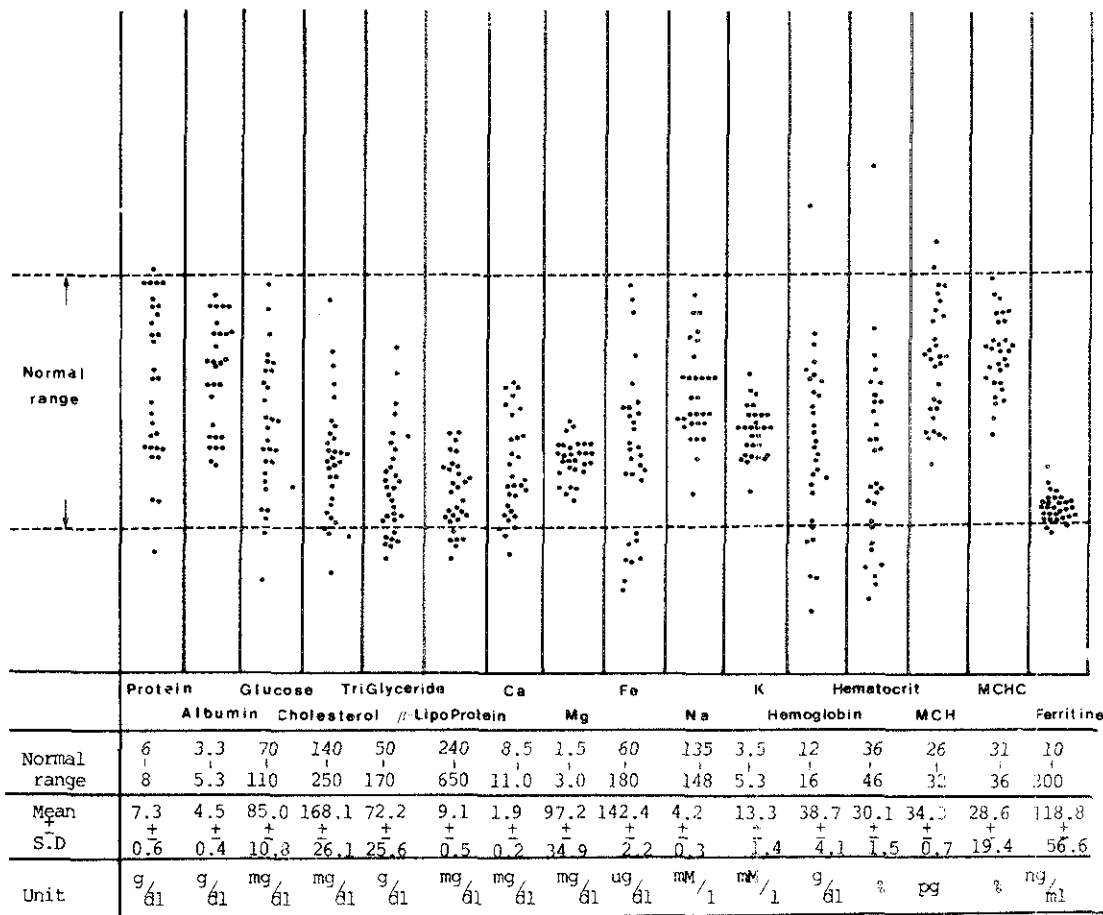 Normal
range
Protein Glucose TriGlyceride Ca Fe K Hematocrit MCHC
Albumin Cholesterol β-LipoProtein Mg Na Hemoglobin MCH Ferritine
Normal range
6 3.3 70 140 50 240 8.5 1.5 60 135 3.5 12 36 26 31 10
8 5.3 110 250 170 650 11.0 3.0 180 148 5.3 16 46 36 300
Mean
± 
S.D
7.3 4.5 85.0 168.1 72.2 9.1 1.9 97.2 142.4 4.2 13.3 38.7 30.1 28.6 118.8
± ± ± ± ± ± ± ± ± ± ± ± ± ± ± ±
0.6 0.4 10.8 26.1 25.6 0.5 0.2 34.9 2.2 0.3 1.4 4.1 1.5 0.7 19.4 56.6
Unit g/dl g/dl mg/dl mg/dl g/dl mg/dl mg/dl mg/dl ug/dl mM/l mM/l g/dl % pg % ng/ml